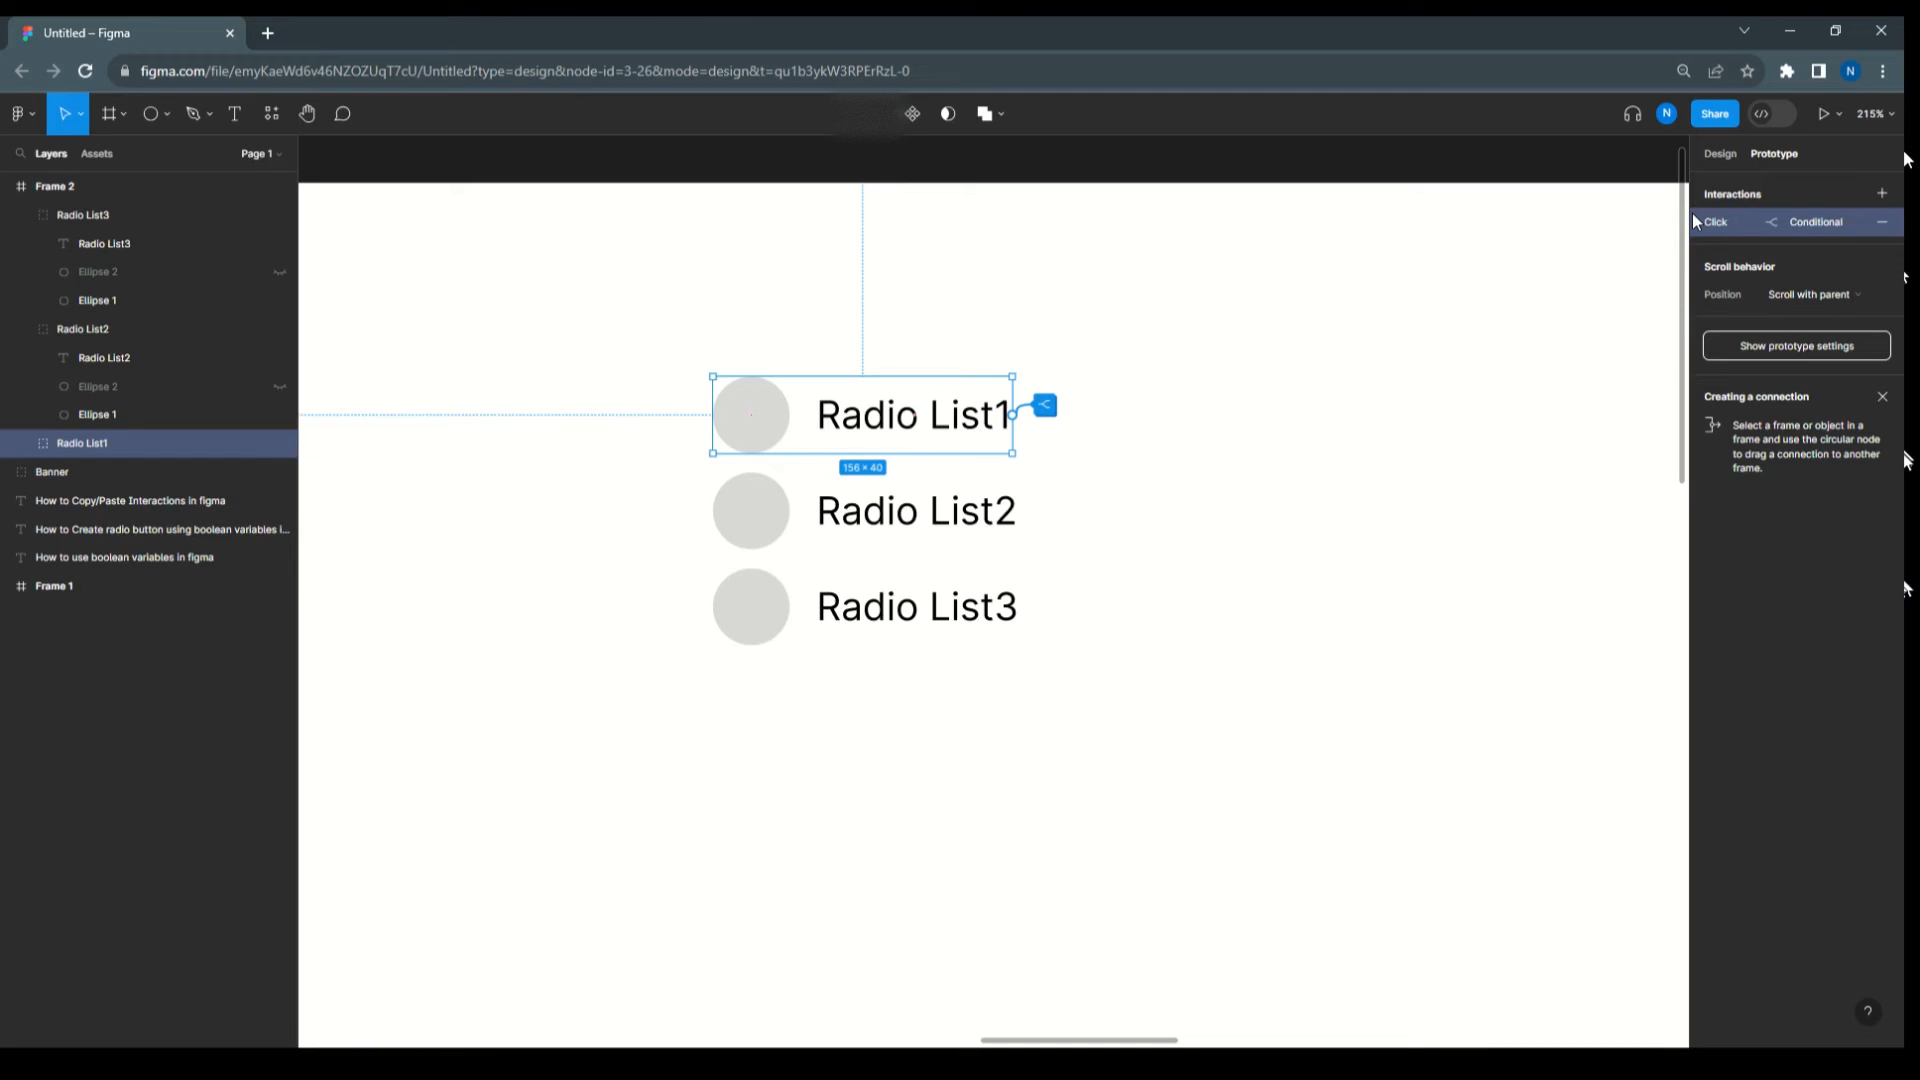 Untitled – Figma
figma.com/file/emyKaeWd6v46NZOZUqT7cU/Untitled?type=design&node-id=3-26&mode=design&t=qu1b3ykW3RPErRzL-0
N
N
Share
215%
Layers
Assets
Page 1
Design
Prototype
Frame 2
Radio List3
Radio List3
Ellipse 2
Ellipse 1
Radio List2
Radio List2
Ellipse 2
Ellipse 1
Radio List1
Banner
How to Copy/Paste Interactions in figma
How to Create radio button using boolean variables i...
How to use boolean variables in figma
Frame 1
Radio List1
156 × 40
Radio List2
Radio List3
Interactions
Click
Conditional
Scroll behavior
Position
Scroll with parent
Show prototype settings
Creating a connection
Select a frame or object in a
frame and use the circular node
to drag a connection to another
frame.
?